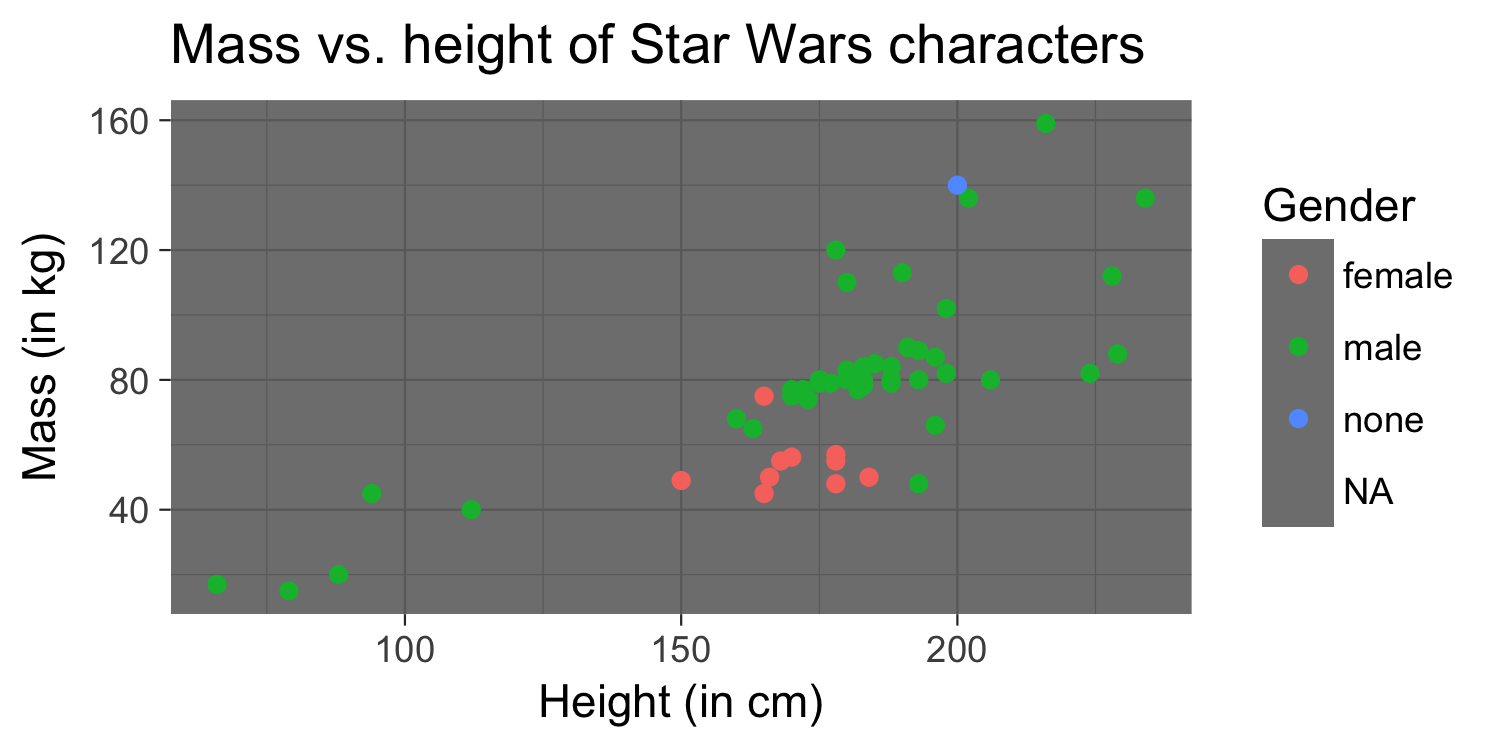 Mass vs. height of Star Wars characters
160
120
80
40
Mass (in kg)
100 150 200
Height (in cm)
Gender
female
male
none
NA